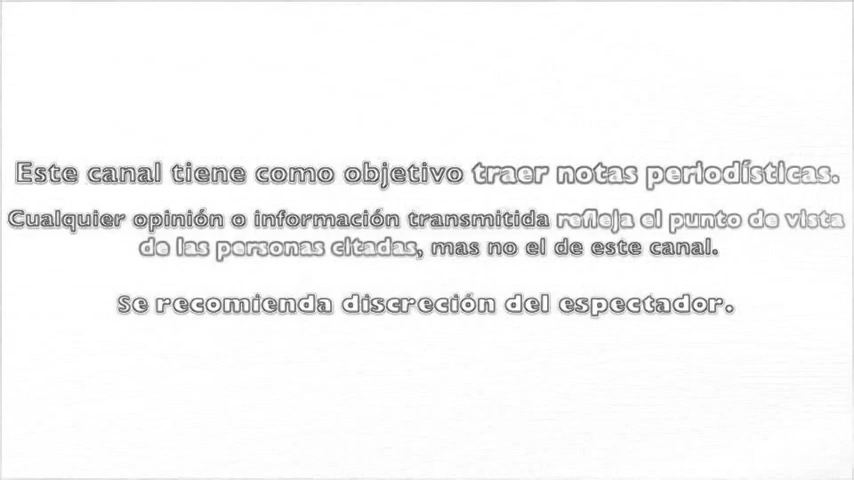 Este canal tiene como objetivo traer notas periodísticas.
Cualquier opinión o información transmitida refleja el punto de vista
de las personas citadas, mas no el de este canal.
Se recomienda discreción del espectador.